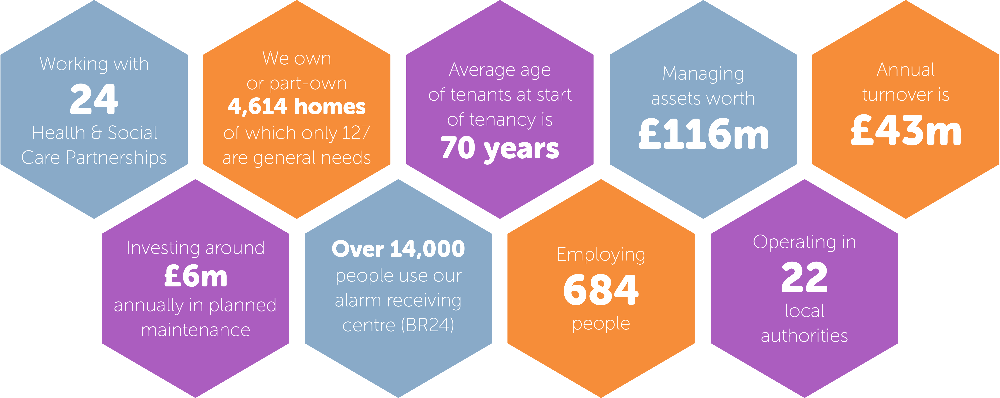 Working with
24
Health & Social
Care Partnerships
We own
or part-own
4,614 homes
of which only 127
are general needs
Average age
of tenants at start
of tenancy is
70 years
Managing
assets worth
£116m
Annual
turnover is
£43m
Investing around
£6m
annually in planned
maintenance
Over 14,000
people use our
alarm receiving
centre (BR24)
Employing
684
people
Operating in
22
local
authorities